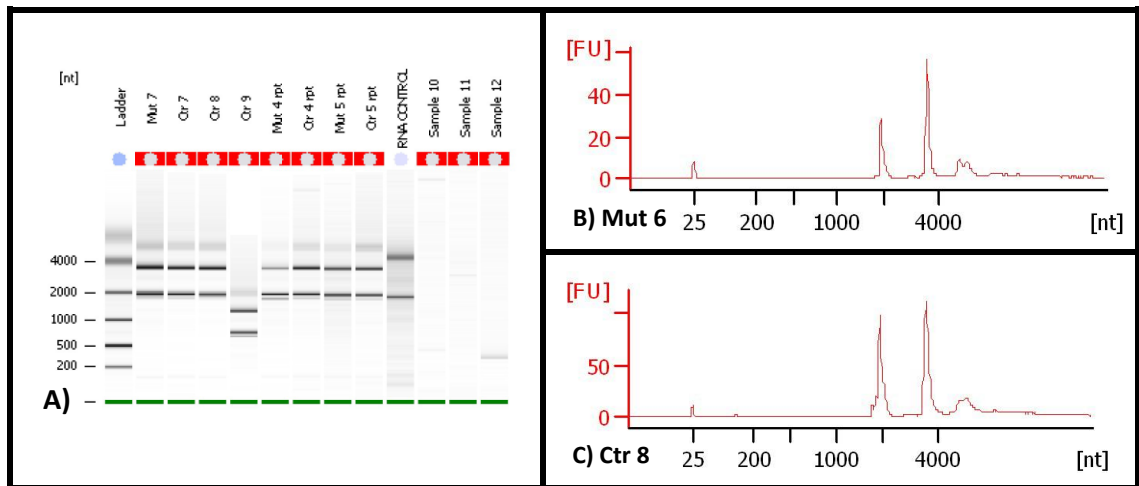 [nt]
Ladder
Mut 7
Ctr 7
Ctr 8
Ctr 9
Mut 4 rpt
Ctr 4 rpt
Mut 5 rpt
Ctr 5 rpt
RNA CONTROL
Sample 10
Sample 11
Sample 12
4000
2000
1000
500
200
A)
[FU]
40
20
0
B) Mut 6
25 200 1000 4000 [nt]
[FU]
50
0
C) Ctr 8
25 200 1000 4000 [nt]